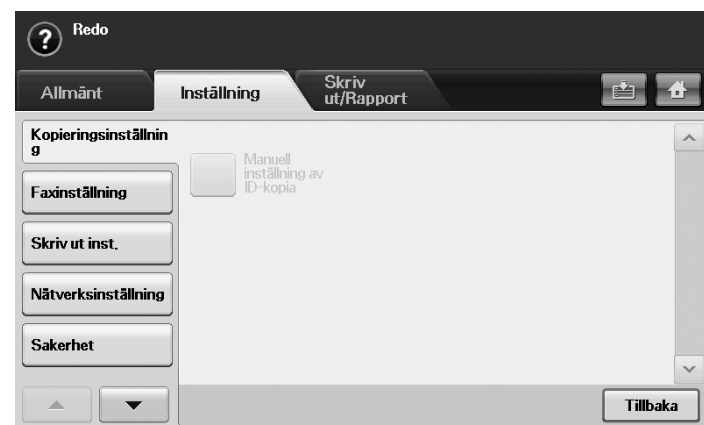 ?
Redo
Allmänt
Inställning
Skriv
ut/Rapport
Kopieringsinställnin
g
Manuell
inställning av
ID-kopia
Faxinställning
Skriv ut inst.
Nätverksinställning
Sakerhet
Tillbaka